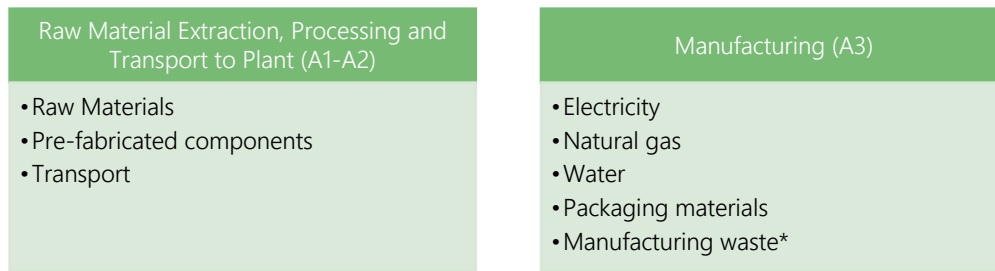 Raw Material Extraction, Processing and
Transport to Plant (A1-A2)
•Raw Materials
•Pre-fabricated components
•Transport
Manufacturing (A3)
•Electricity
•Natural gas
•Water
•Packaging materials
•Manufacturing waste*